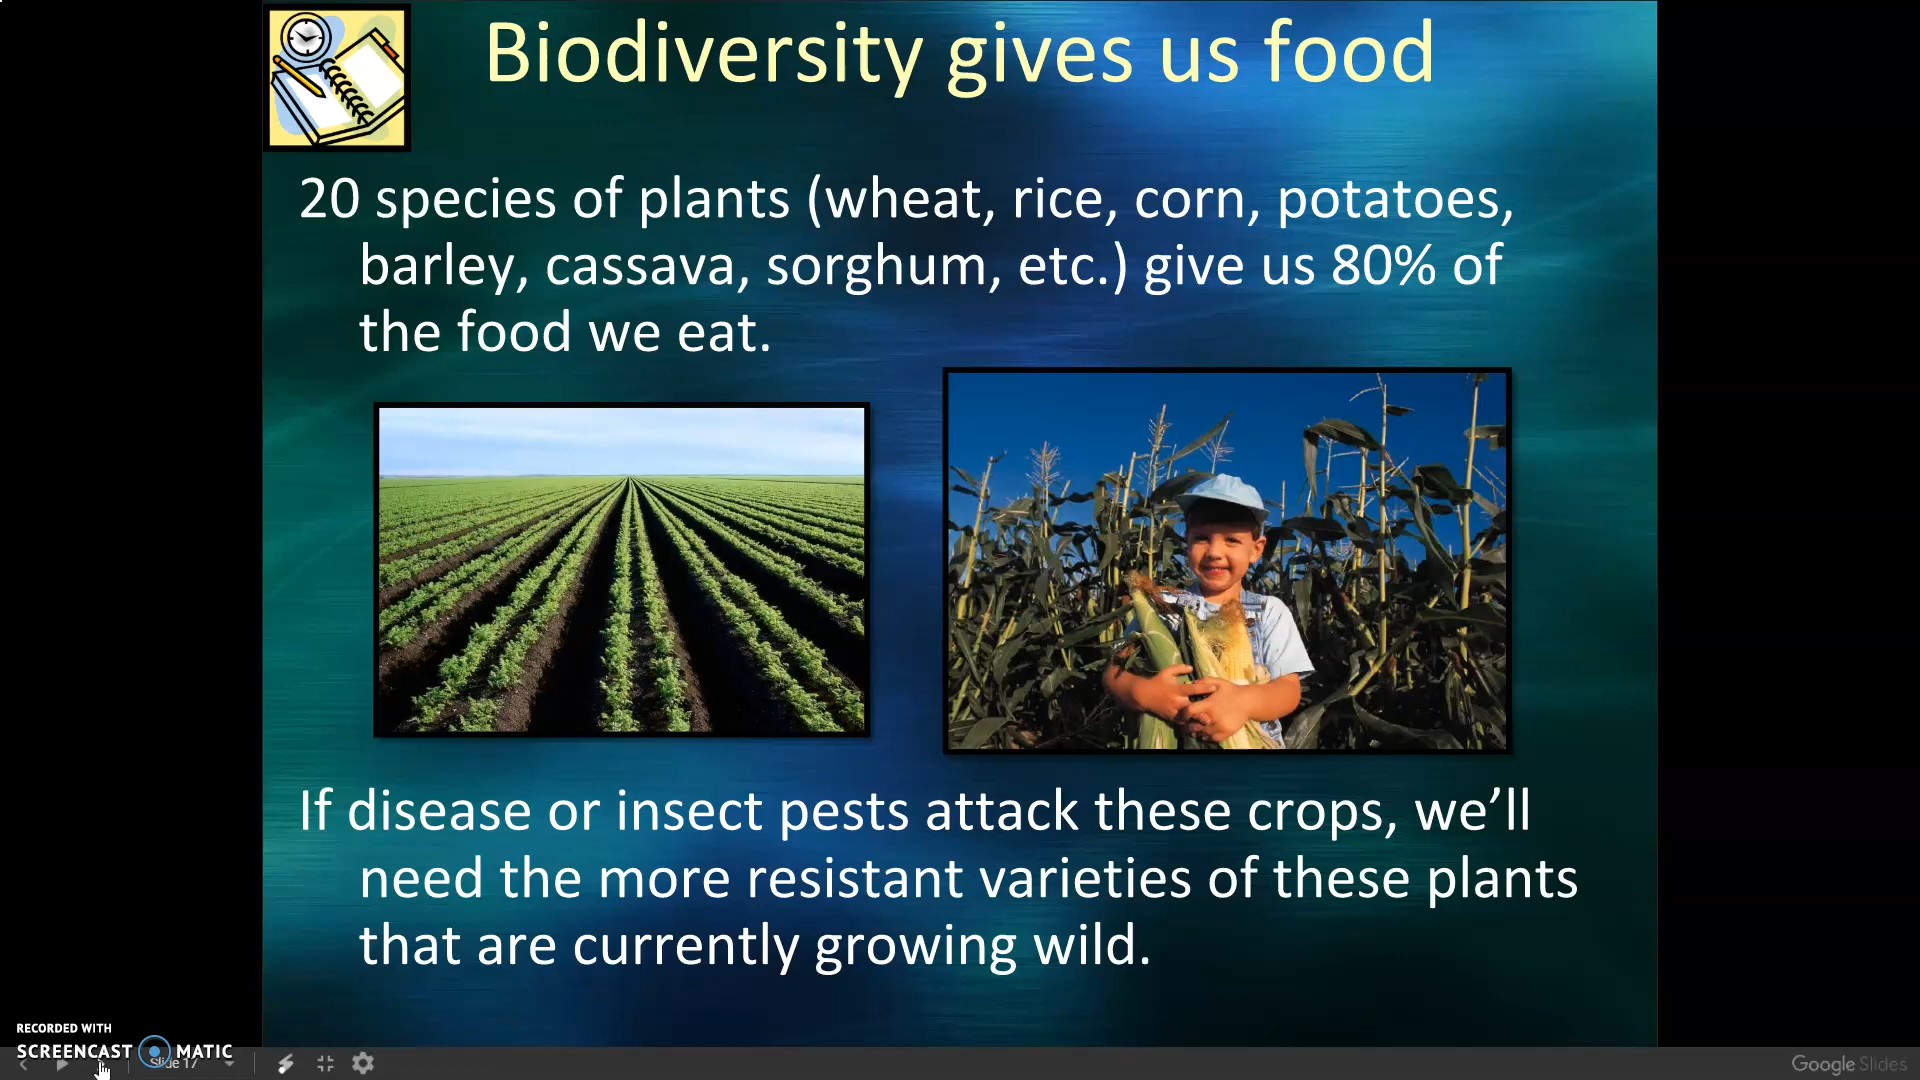 Biodiversity gives us food
20 species of plants (wheat, rice, corn, potatoes,
barley, cassava, sorghum, etc.) give us 80% of
the food we eat.
If disease or insect pests attack these crops, we’ll
need the more resistant varieties of these plants
that are currently growing wild.
RECORDED WITH
SCREENCAST MATIC
Slide 17
Google Slides